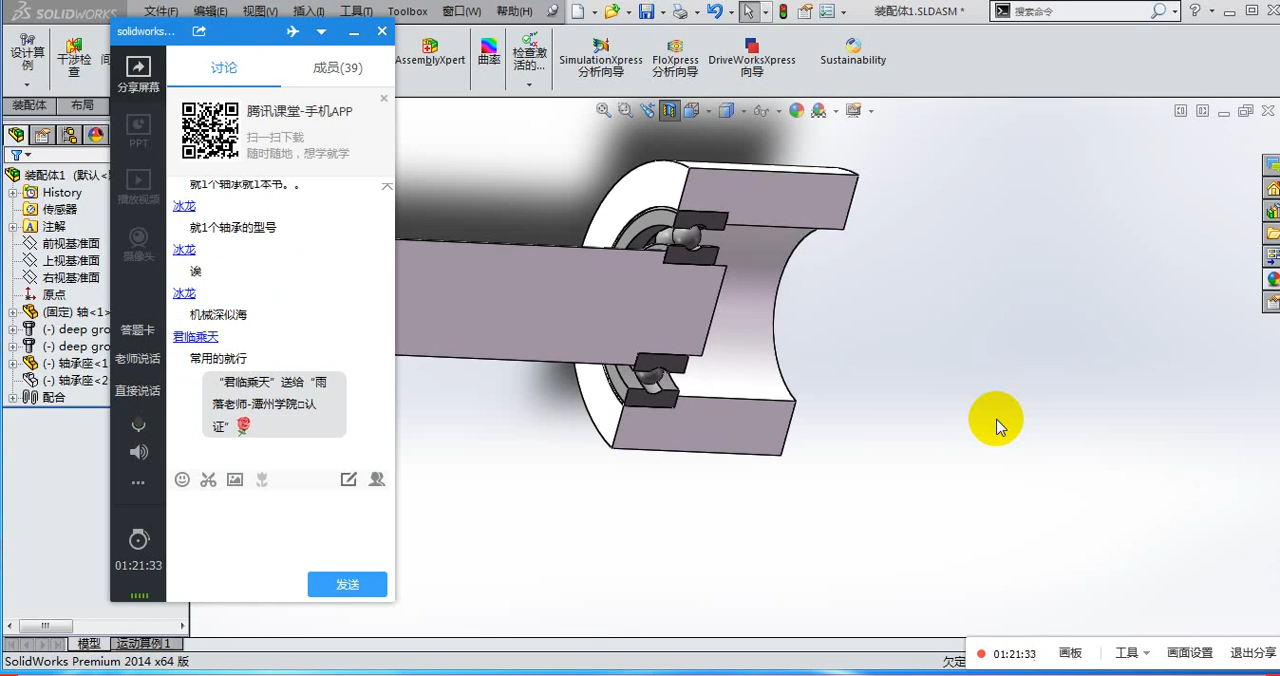 SOLIDWORKS
文件(F)
编辑(E)
视图(V)
插入(I)
工具(T)
Toolbox
窗口(W)
帮助(H)
装配体1.SLDASM *
搜索命令
设计算例
干涉检查
AssemblyXpert
曲率
检查激活的...
SimulationXpress
分析向导
FloXpress
分析向导
DriveWorksXpress
向导
Sustainability
装配体
布局
装配体1 (默认<
History
传感器
注解
前视基准面
上视基准面
右视基准面
原点
(固定) 轴<1>
(-) deep gro
(-) deep gro
(-) 轴承座<1
(-) 轴承座<2
配合
solidworks...
分享屏幕
PPT
播放视频
摄像头
答题卡
老师说话
直接说话
01:21:33
讨论
成员(39)
腾讯课堂-手机APP
扫一扫下载
随时随地，想学就学
就1个轴承就1本书。。
冰龙
就1个轴承的型号
冰龙
诶
冰龙
机械深似海
君临乘天
常用的就行
“君临乘天”送给“雨
落老师-潭州学院□认
证”
发送
模型
运动算例1
SolidWorks Premium 2014 x64 版
欠定
01:21:33
画板
工具
画面设置
退出分享